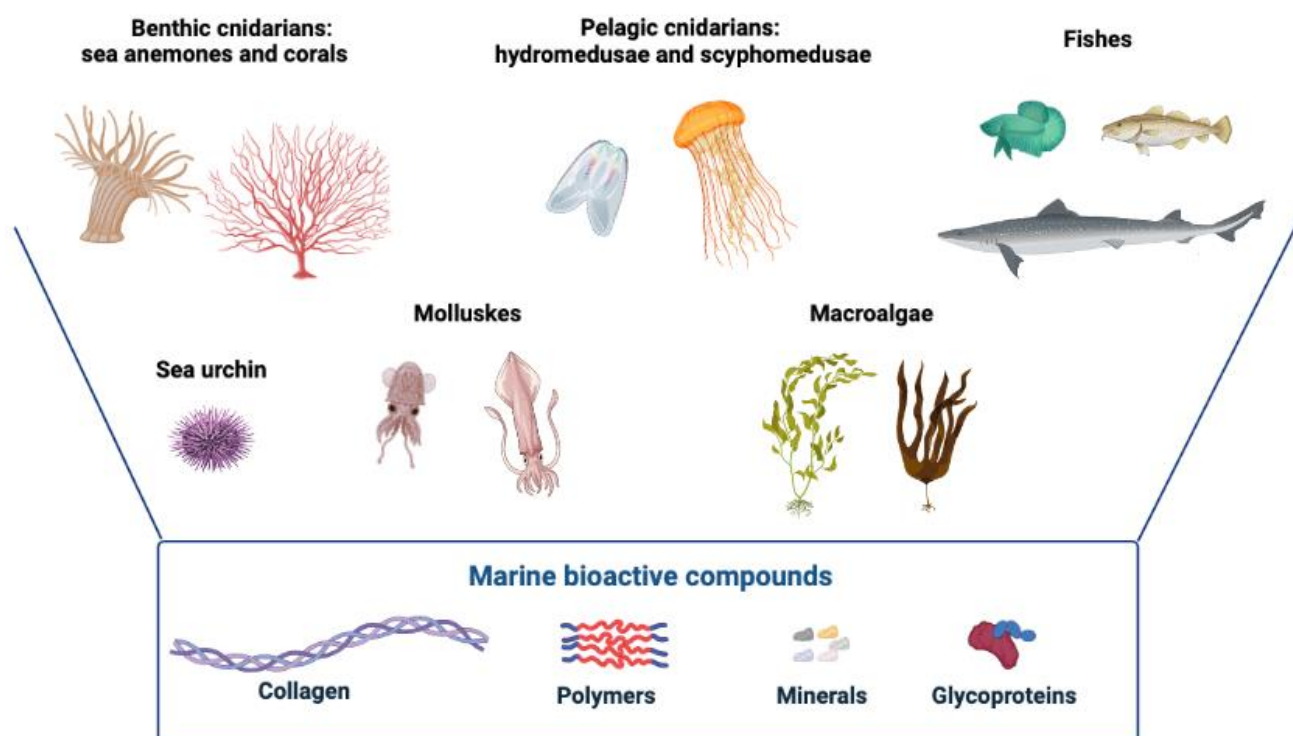 Benthic cnidarians:
sea anemones and corals
Pelagic cnidarians:
hydromedusae and scyphomedusae
Fishes
Molluskes
Macroalgae
Sea urchin
Marine bioactive compounds
Collagen
Polymers
Minerals
Glycoproteins